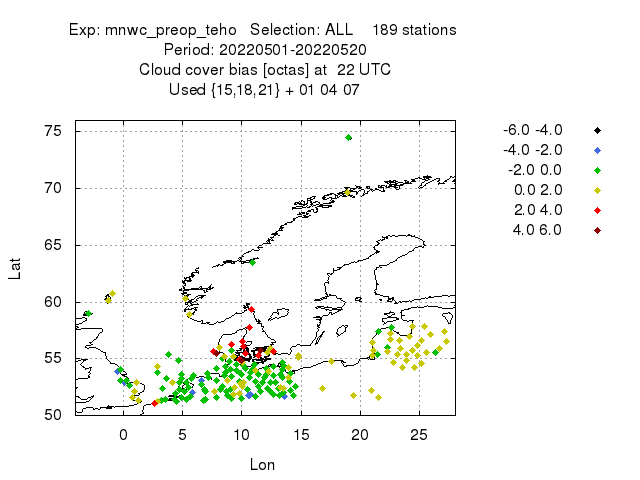 Exp: mnwc_preop_teho   Selection: ALL    189 stations
Period: 20220501-20220520
Cloud cover bias [octas] at  22 UTC
Used {15,18,21} + 01 04 07
-6.0 -4.0
-4.0 -2.0
-2.0 0.0
0.0 2.0
2.0 4.0
4.0 6.0
75
70
65
60
55
50
Lat
0 5 10 15 20 25
Lon